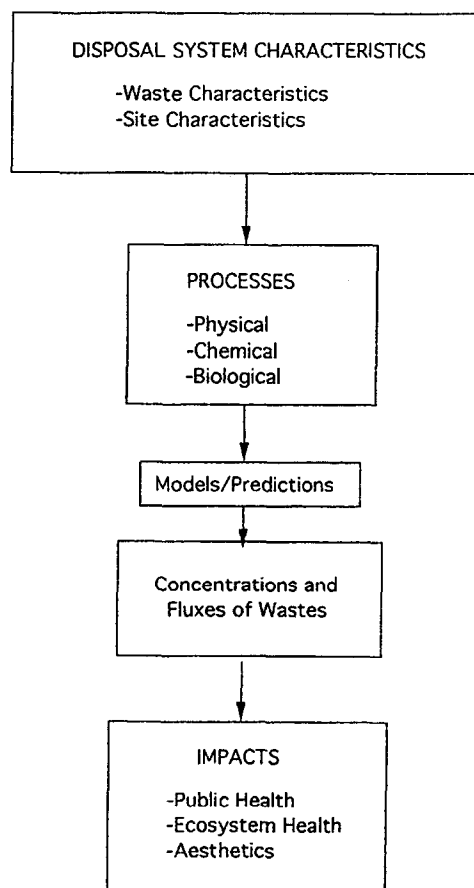 DISPOSAL SYSTEM CHARACTERISTICS
-Waste Characteristics
-Site Characteristics
PROCESSES
-Physical
-Chemical
-Biological
Models/Predictions
Concentrations and
Fluxes of Wastes
IMPACTS
-Public Health
-Ecosystem Health
-Aesthetics